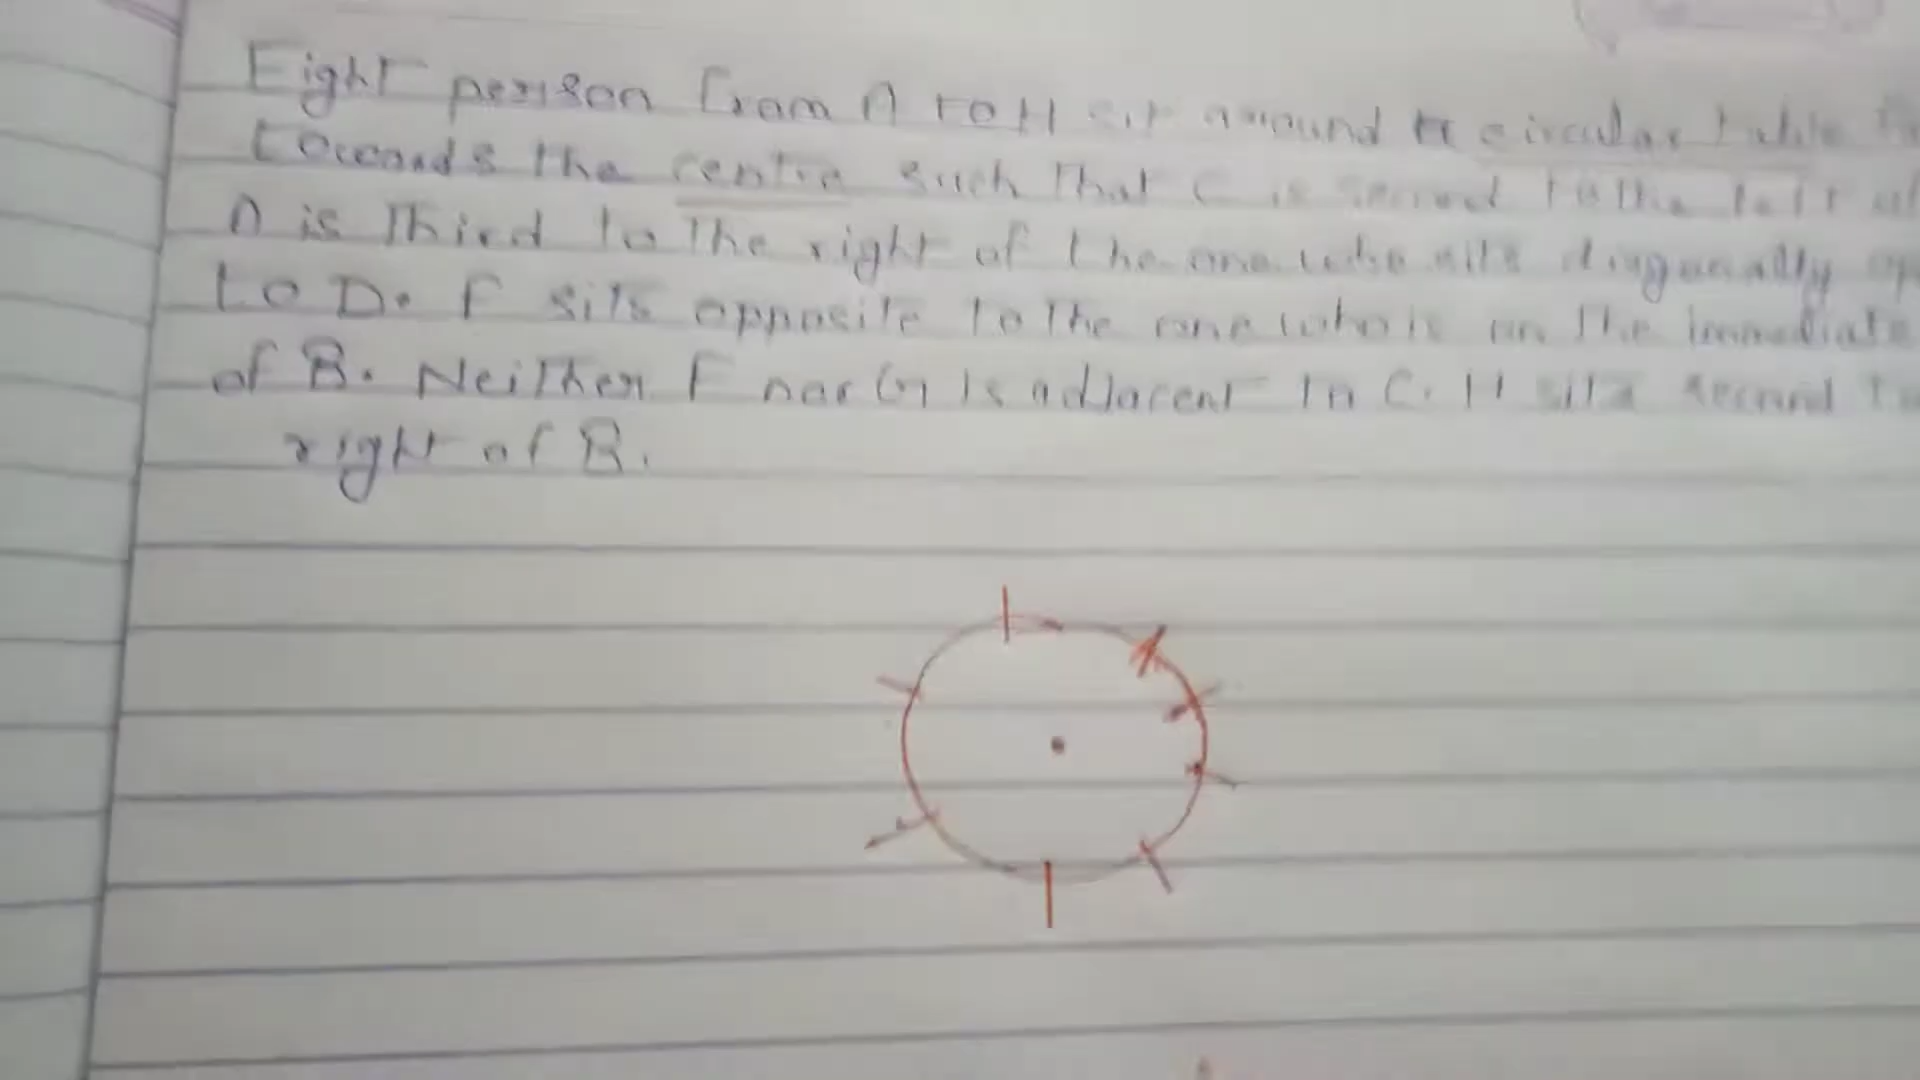 Eight person from A to H sit around a circular table
towards the centre such that C is second to the left of
A is third to the right of the one who sits diagonally op
to D. F sits opposite to the one who is on the immediate
of B. Neither F nor G is adjacent to C. H sits second to
right of B.